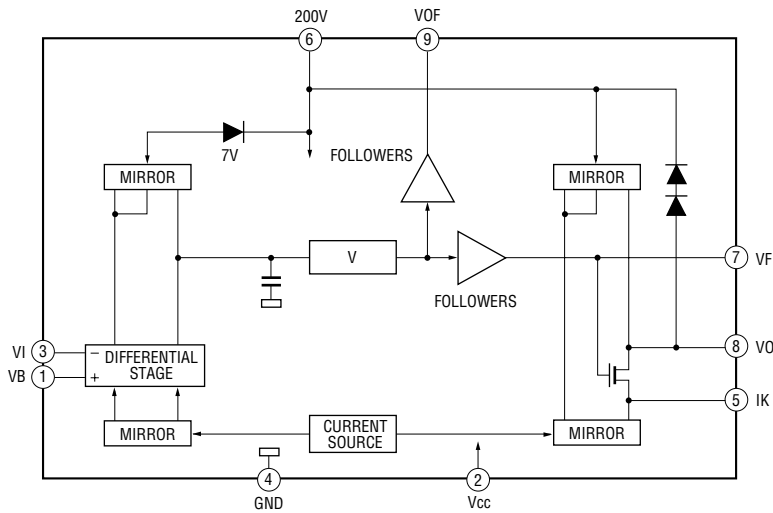 200V
6
VOF
9
7V
FOLLOWERS
MIRROR
MIRROR
V
FOLLOWERS
7
VF
VI
3
−
DIFFERENTIAL
STAGE
VB
1
+
8
VO
5
IK
MIRROR
CURRENT
SOURCE
MIRROR
4
GND
2
Vcc